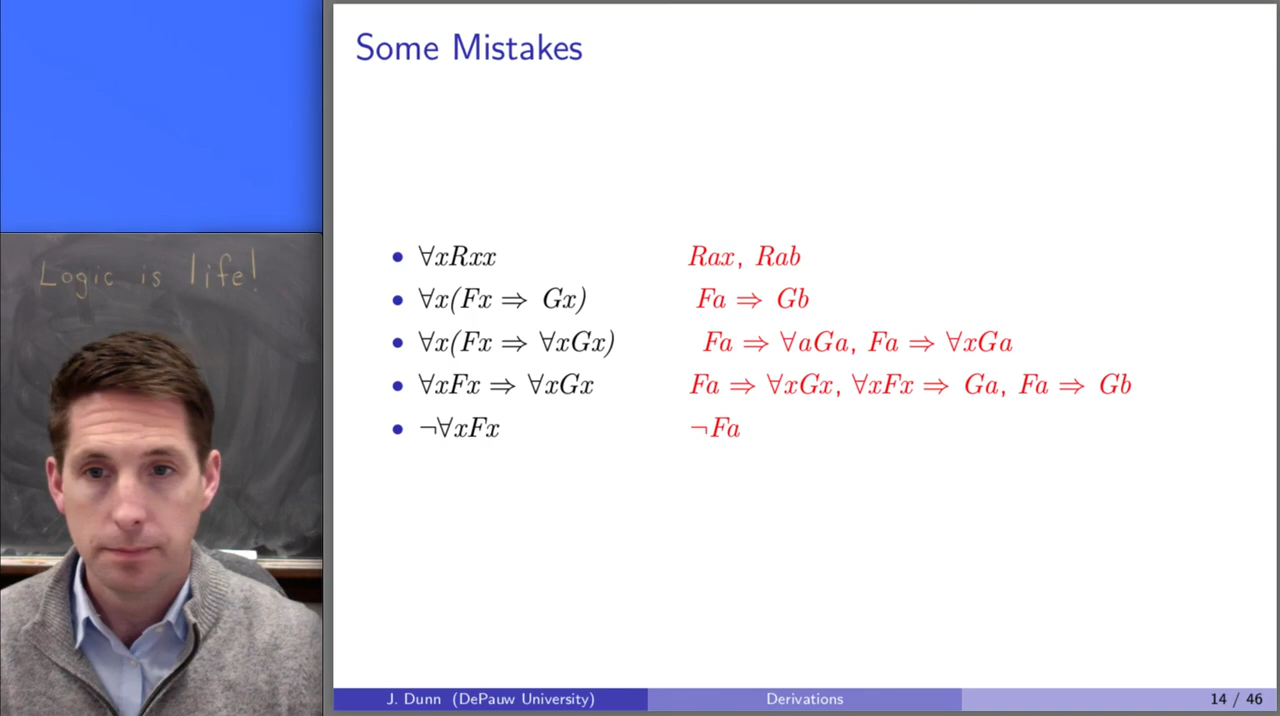 Some Mistakes
Logic is life!
• ∀xRxx Rax, Rab
• ∀x(Fx ⇒ Gx) Fa ⇒ Gb
• ∀x(Fx ⇒ ∀xGx) Fa ⇒ ∀aGa, Fa ⇒ ∀xGa
• ∀xFx ⇒ ∀xGx Fa ⇒ ∀xGx, ∀xFx ⇒ Ga, Fa ⇒ Gb
• ¬∀xFx ¬Fa
J. Dunn (DePauw University) Derivations 14 / 46